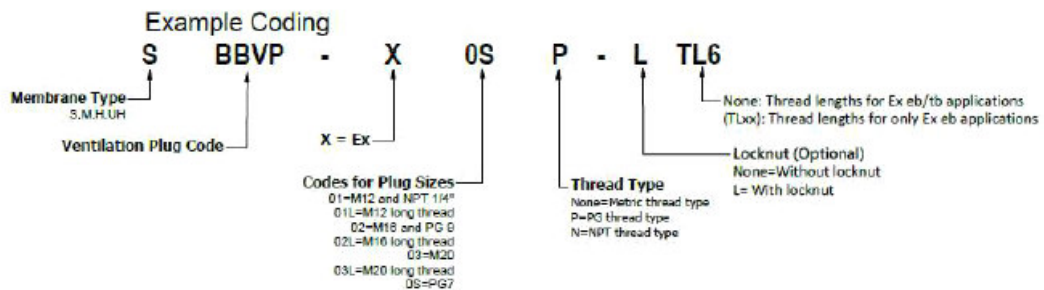 Example Coding
S BBVP - X 0S P - L TL6
Membrane Type
S,M,H,UH
Ventilation Plug Code
X = Ex
Codes for Plug Sizes
01=M12 and NPT 1/4"
01L=M12 long thread
02=M16 and PG 9
02L=M16 long thread
03=M20
03L=M20 long thread
0S=PG7
Thread Type
None=Metric thread type
P=PG thread type
N=NPT thread type
Locknut (Optional)
None=Without locknut
L= With locknut
None: Thread lengths for Ex eb/tb applications
(TLxx): Thread lengths for only Ex eb applications